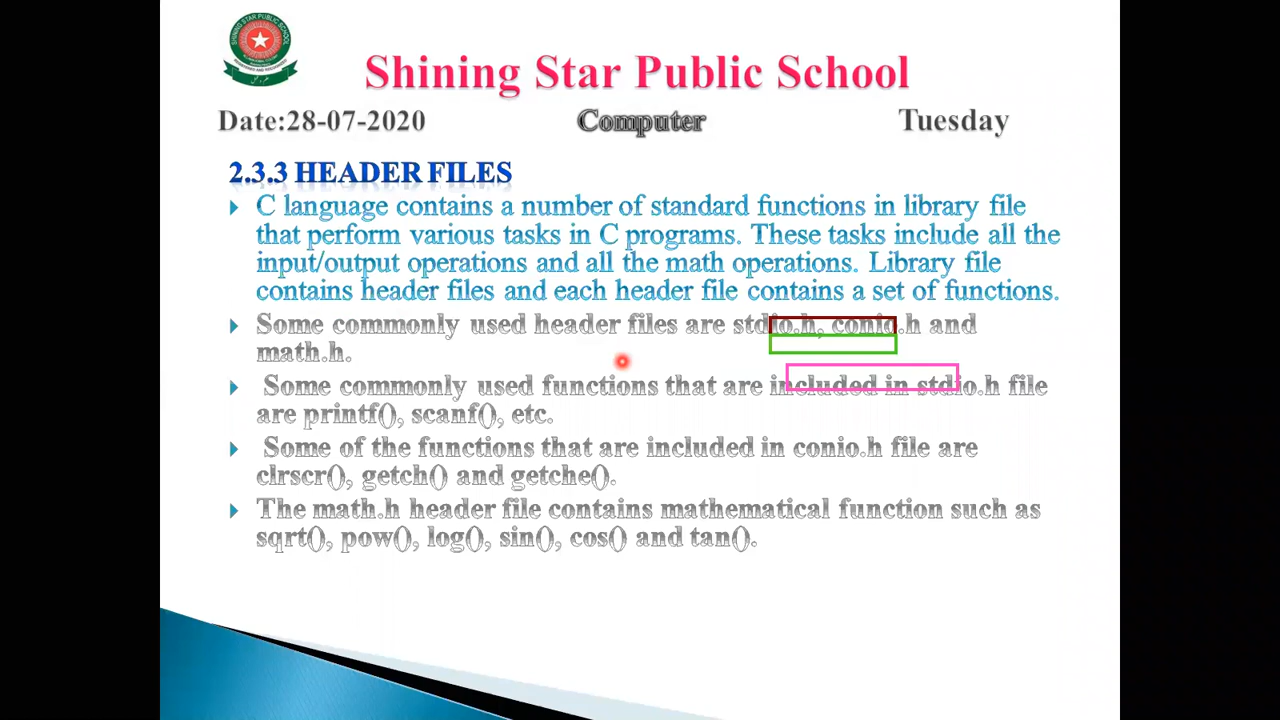 SHINING STAR PUBLIC SCHOOL
Shining Star Public School
Date:28-07-2020 Computer Tuesday
2.3.3 HEADER FILES
C language contains a number of standard functions in library file
that perform various tasks in C programs. These tasks include all the
input/output operations and all the math operations. Library file
contains header files and each header file contains a set of functions.
Some commonly used header files are stdio.h, conio.h and
math.h.
Some commonly used functions that are included in stdio.h file
are printf(), scanf(), etc.
Some of the functions that are included in conio.h file are
clrscr(), getch() and getche().
The math.h header file contains mathematical function such as
sqrt(), pow(), log(), sin(), cos() and tan().